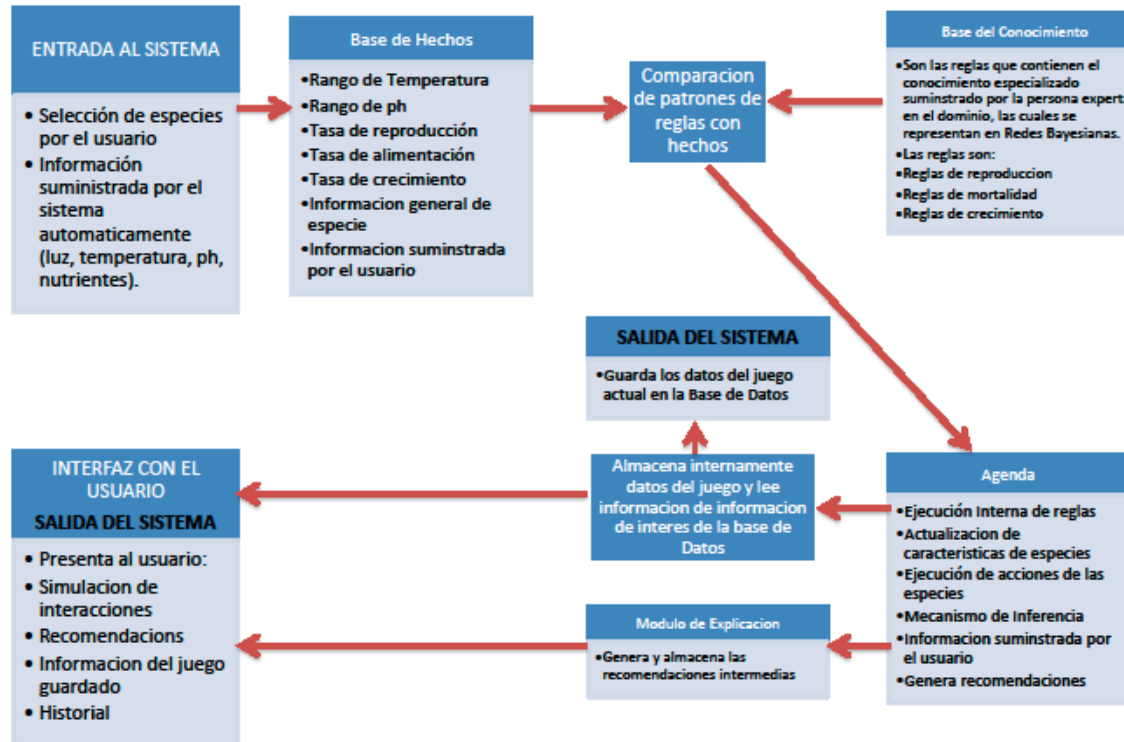 ENTRADA AL SISTEMA
• Selección de especies
por el usuario
• Información
suministrada por el
sistema
automaticamente
(luz, temperatura, ph,
nutrientes).
Base de Hechos
•Rango de Temperatura
•Rango de ph
•Tasa de reproducción
•Tasa de alimentación
•Tasa de crecimiento
•Informacion general de
especie
•Informacion suminstrada
por el usuario
Comparacion
de patrones de
reglas con
hechos
Base del Conocimiento
•Son las reglas que contienen el
conocimiento especializado
suminstrado por la persona expert
en el dominio, las cuales se
representan en Redes Bayesianas.
•Las reglas son:
•Reglas de reproduccion
•Reglas de mortalidad
•Reglas de crecimiento
SALIDA DEL SISTEMA
•Guarda los datos del juego
actual en la Base de Datos
INTERFAZ CON EL
USUARIO
SALIDA DEL SISTEMA
• Presenta al usuario:
• Simulacion de
interacciones
• Recomendacions
• Informacion del juego
guardado
• Historial
Almacena internamente
datos del juego y lee
informacion de informacion
de interes de la base de
Datos
Modulo de Explicacion
•Genera y almacena las
recomendaciones intermedias
Agenda
•Ejecución Interna de reglas
•Actualizacion de
caracteristicas de especies
•Ejecución de acciones de las
especies
•Mecanismo de Inferencia
•Informacion suminstrada por
el usuario
•Genera recomendaciones